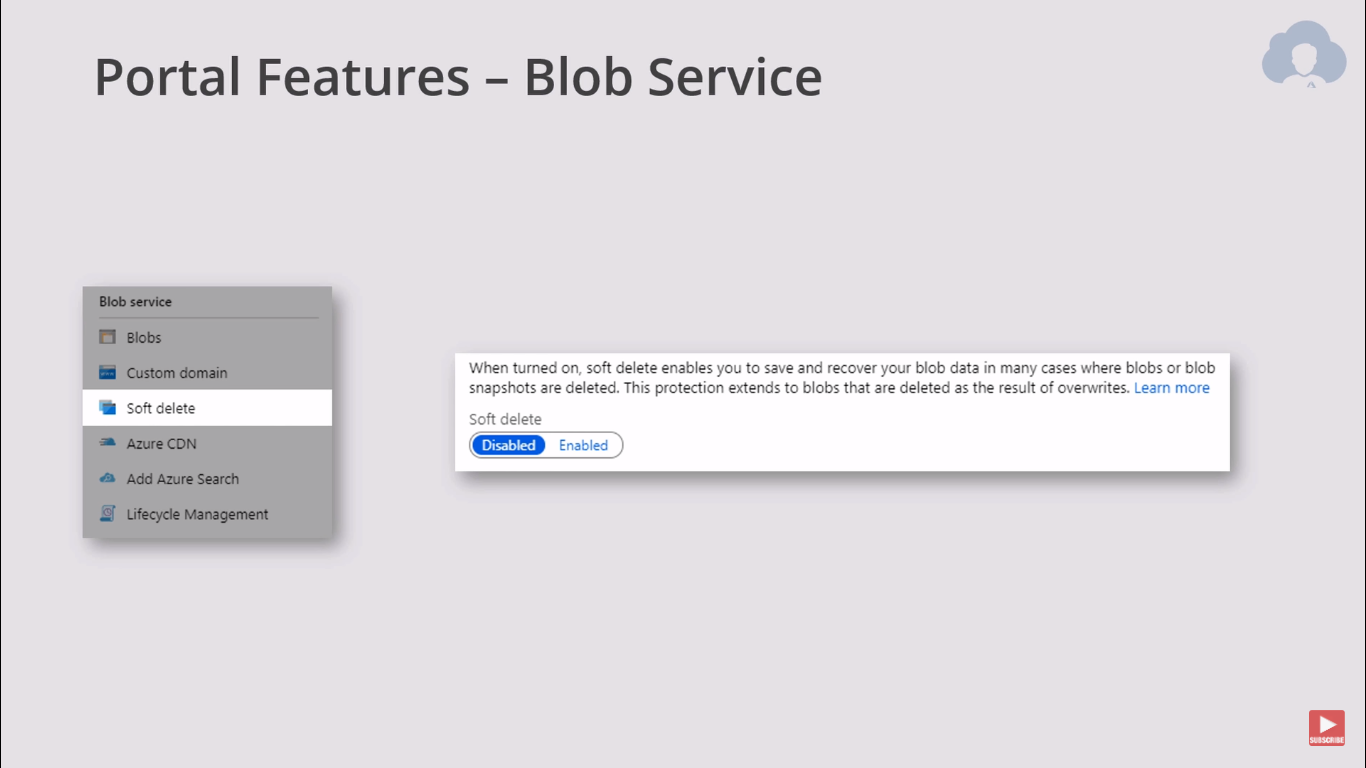 Portal Features – Blob Service
Blob service
Blobs
Custom domain
Soft delete
Azure CDN
Add Azure Search
Lifecycle Management
When turned on, soft delete enables you to save and recover your blob data in many cases where blobs or blob
snapshots are deleted. This protection extends to blobs that are deleted as the result of overwrites. Learn more
Soft delete
Disabled Enabled
SUBSCRIBE